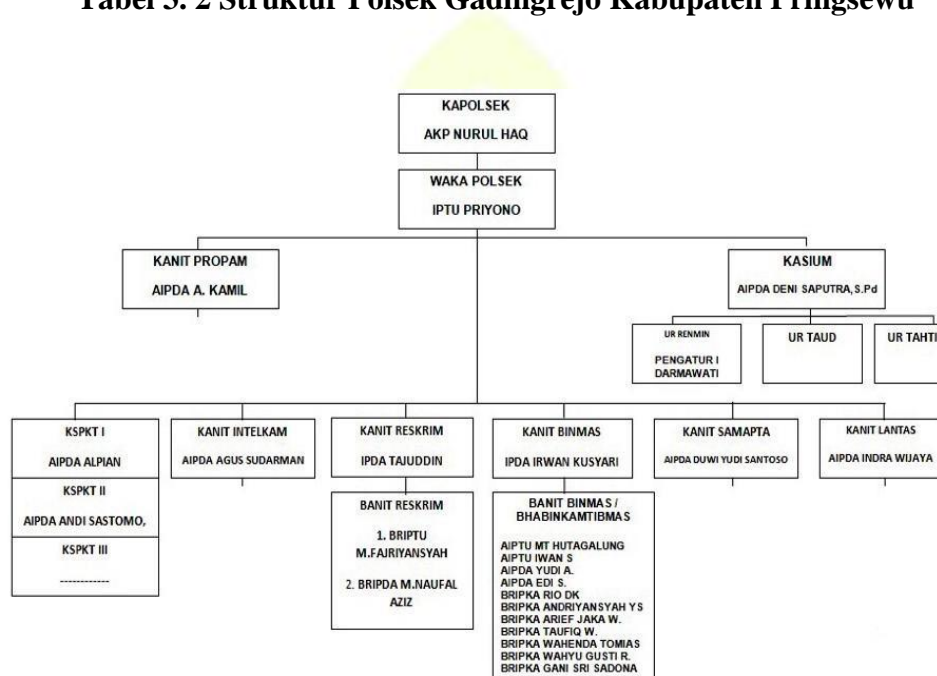 Tabel 3. 2 Struktur Polsek Gadingrejo Kabupaten Pringsewu
KAPOLSEK
AKP NURUL HAQ
WAKA POLSEK
IPTU PRIYONO
KANIT PROPAM
AIPDA A. KAMIL
KASIUM
AIPDA DENI SAPUTRA, S.Pd
UR RENMIN
PENGATUR I
DARMAWATI
UR TAUD
UR TAHTI
KSPKT I
AIPDA ALPIAN
KSPKT II
AIPDA ANDI SASTOMO,
KSPKT III
------------
KANIT INTELKAM
AIPDA AGUS SUDARMAN
KANIT RESKRIM
IPDA TAJUDDIN
BANIT RESKRIM
1. BRIPTU
M.FAJRIYANSYAH
2. BRIPDA M.NAUFAL
AZIZ
KANIT BINMAS
IPDA IRWAN KUSYARI
BANIT BINMAS /
BHABINKAMTIBMAS
AIPTU MT HUTAGALUNG
AIPTU IWAN S
AIPDA YUDI A.
AIPDA EDI S.
BRIPKA RIO DK
BRIPKA ANDRIYANSYAH YS
BRIPKA ARIEF JAKA W.
BRIPKA TAUFIQ W.
BRIPKA WAHENDA TOMIAS
BRIPKA WAHYU GUSTI R.
BRIPKA GANI SRI SADONA
KANIT SAMAPTA
AIPDA DUWI YUDI SANTOSO
KANIT LANTAS
AIPDA INDRA WIJAYA